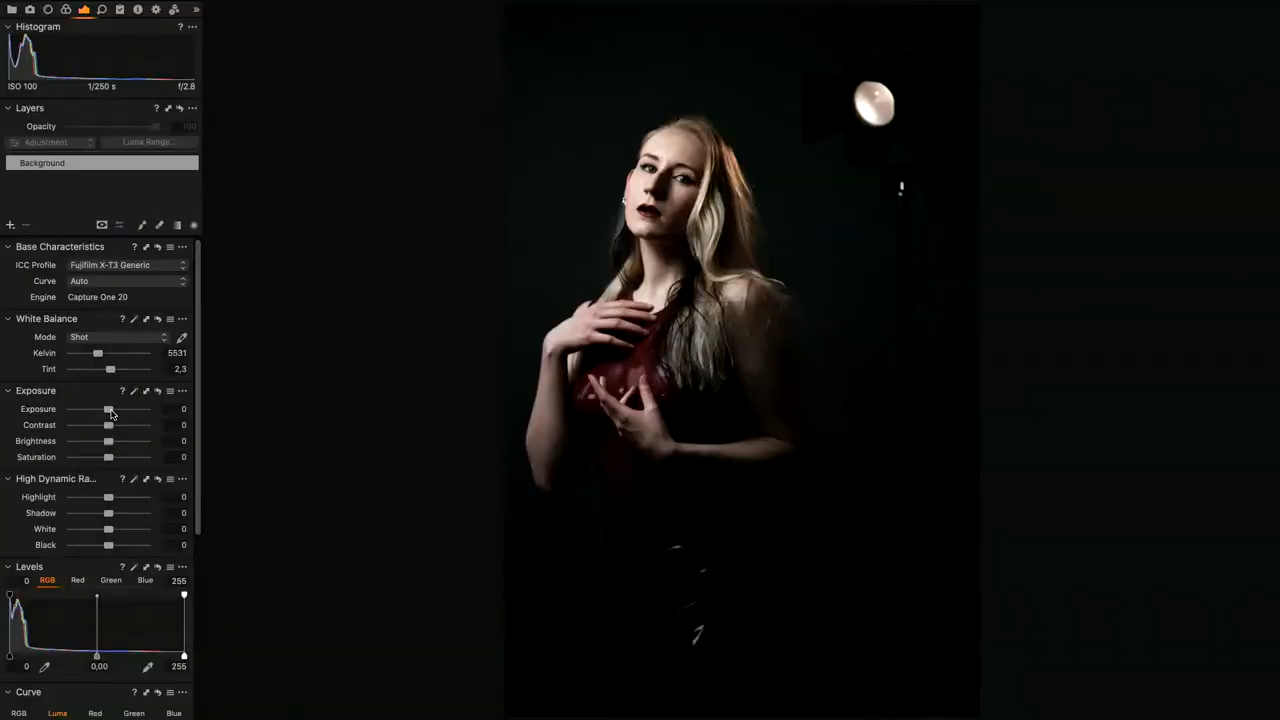 Histogram
ISO 100 1/250 s f/2.8
Layers
Opacity 100
Adjustment Luma Range...
Background
Base Characteristics
ICC Profile Fujifilm X-T3 Generic
Curve Auto
Engine Capture One 20
White Balance
Mode Shot
Kelvin 5531
Tint 2,3
Exposure
Exposure 0
Contrast 0
Brightness 0
Saturation 0
High Dynamic Ra...
Highlight 0
Shadow 0
White 0
Black 0
Levels
0 RGB Red Green Blue 255
0 0,00 255
Curve
RGB Luma Red Green Blue